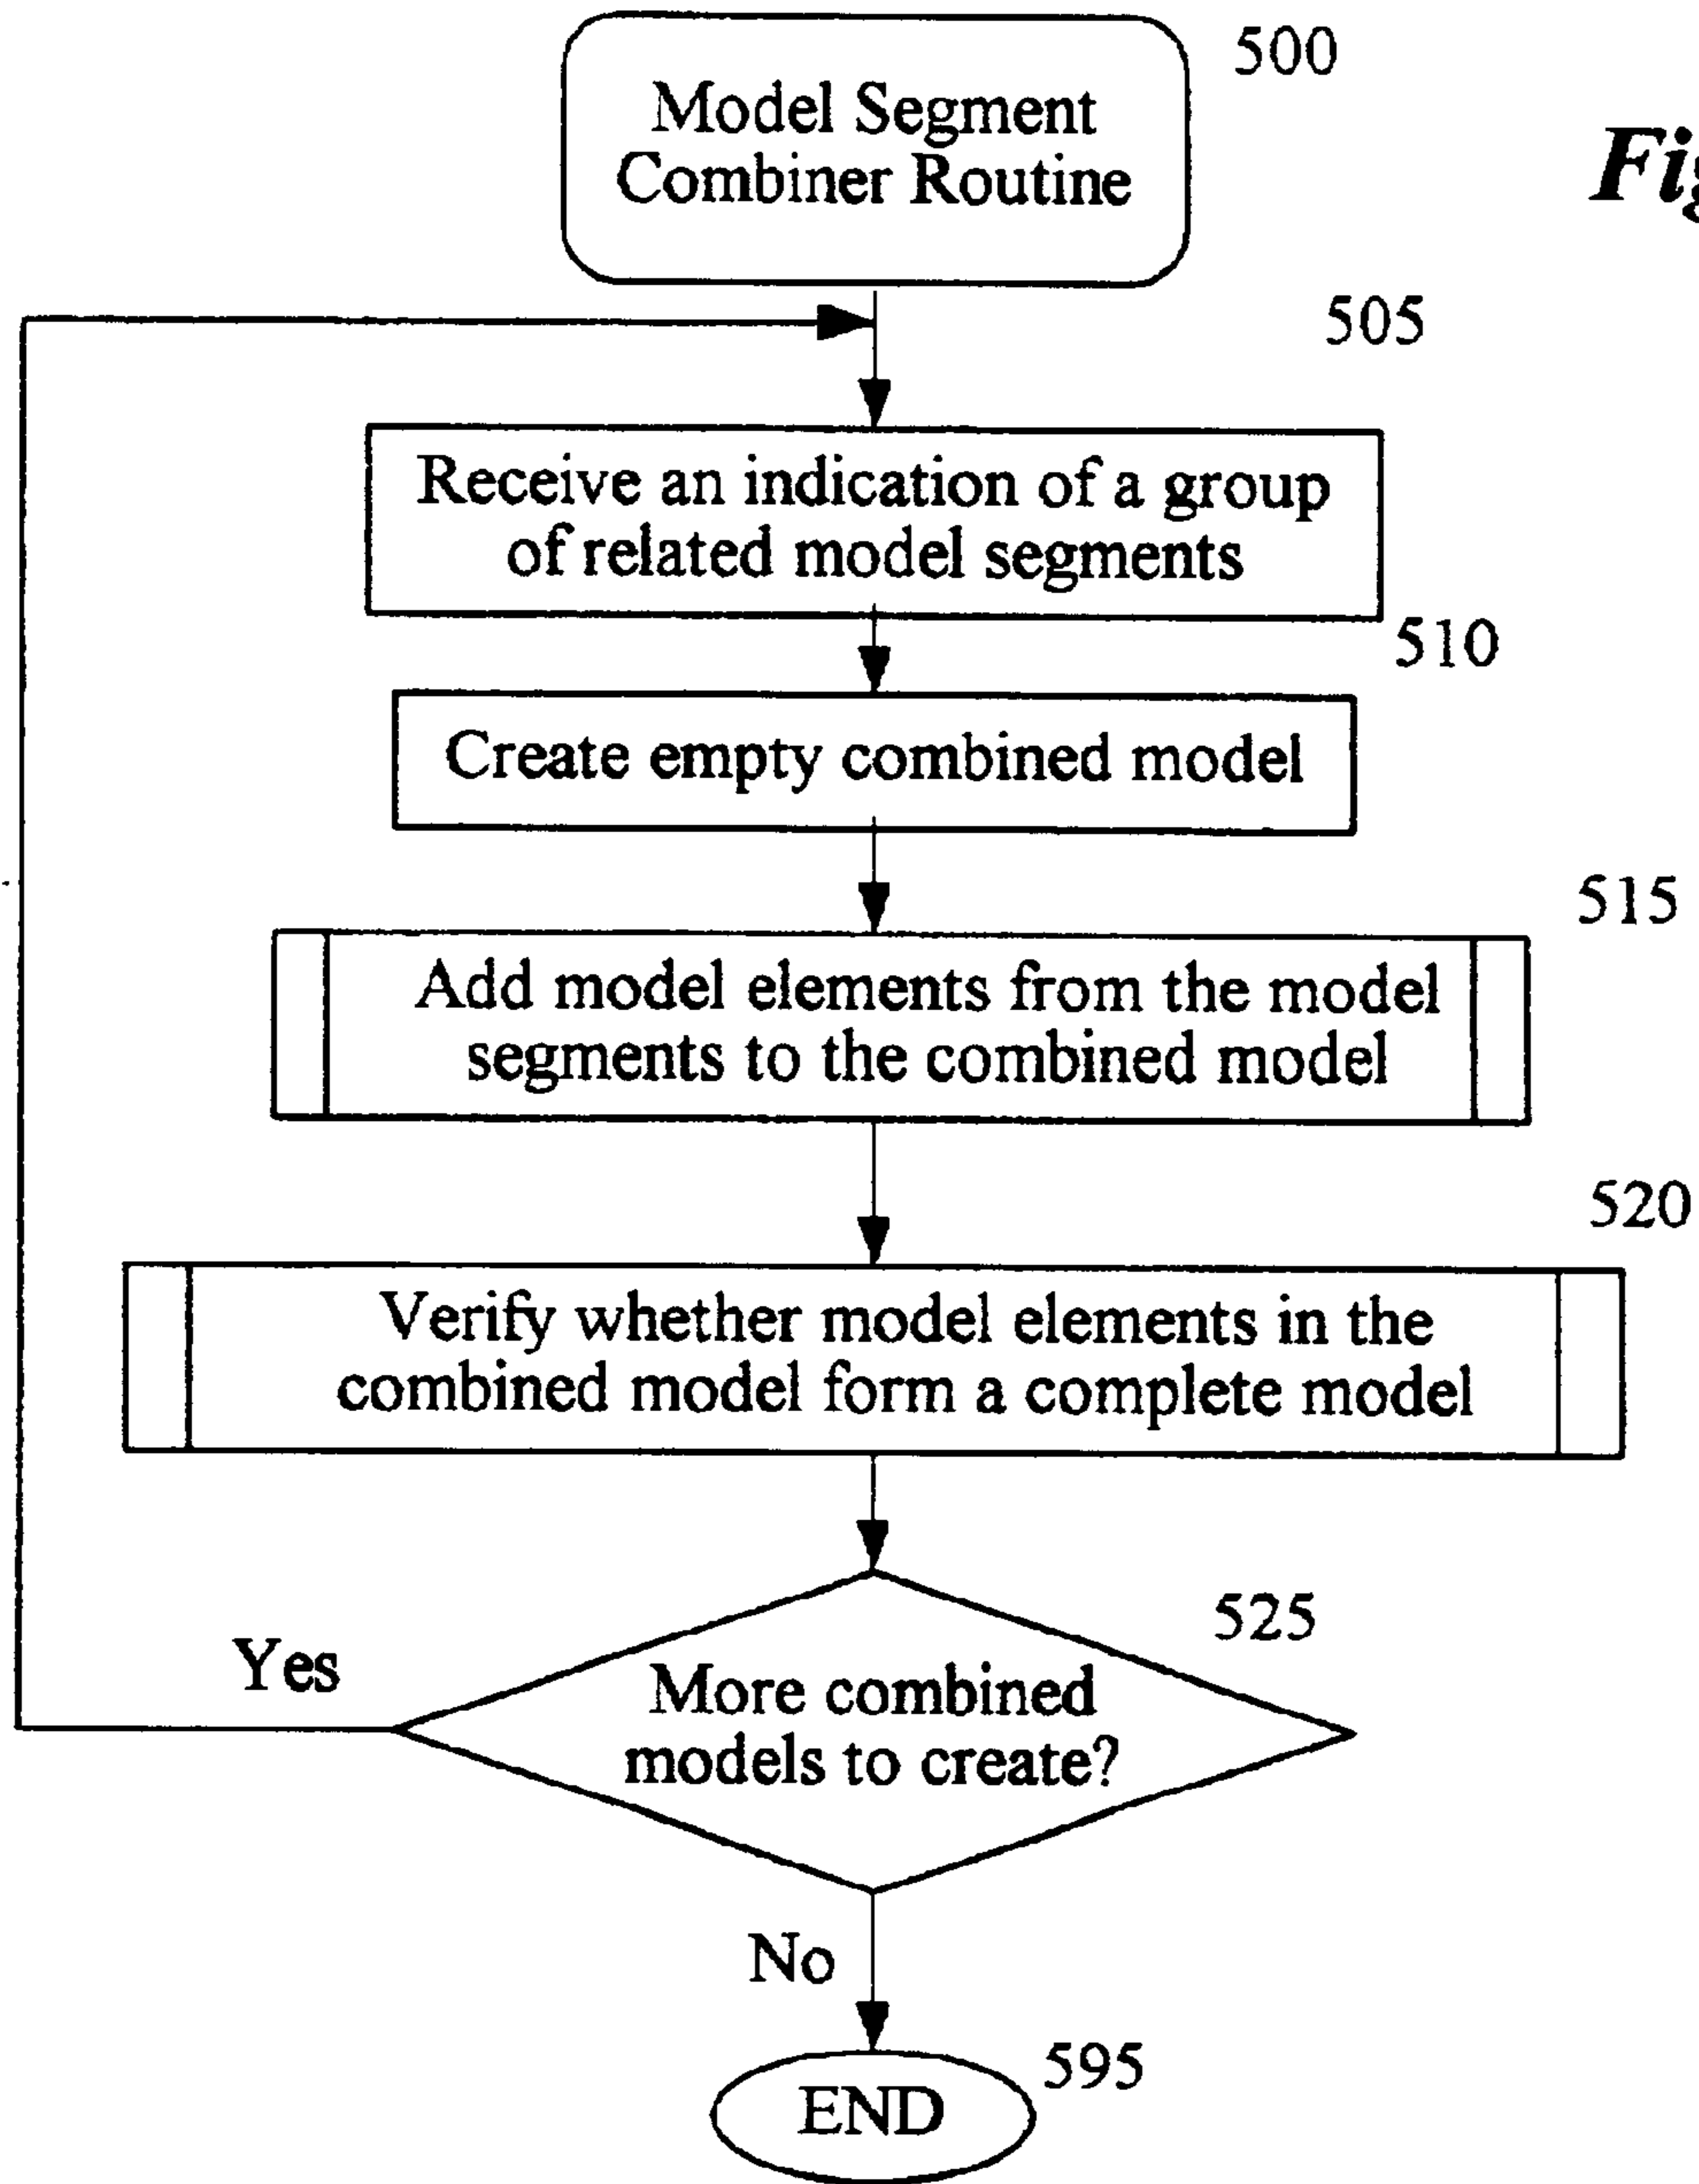 500
Model Segment
Combiner Routine
505
Receive an indication of a group
of related model segments
510
Create empty combined model
515
Add model elements from the model
segments to the combined model
520
Verify whether model elements in the
combined model form a complete model
525
Yes
More combined
models to create?
No
595
END